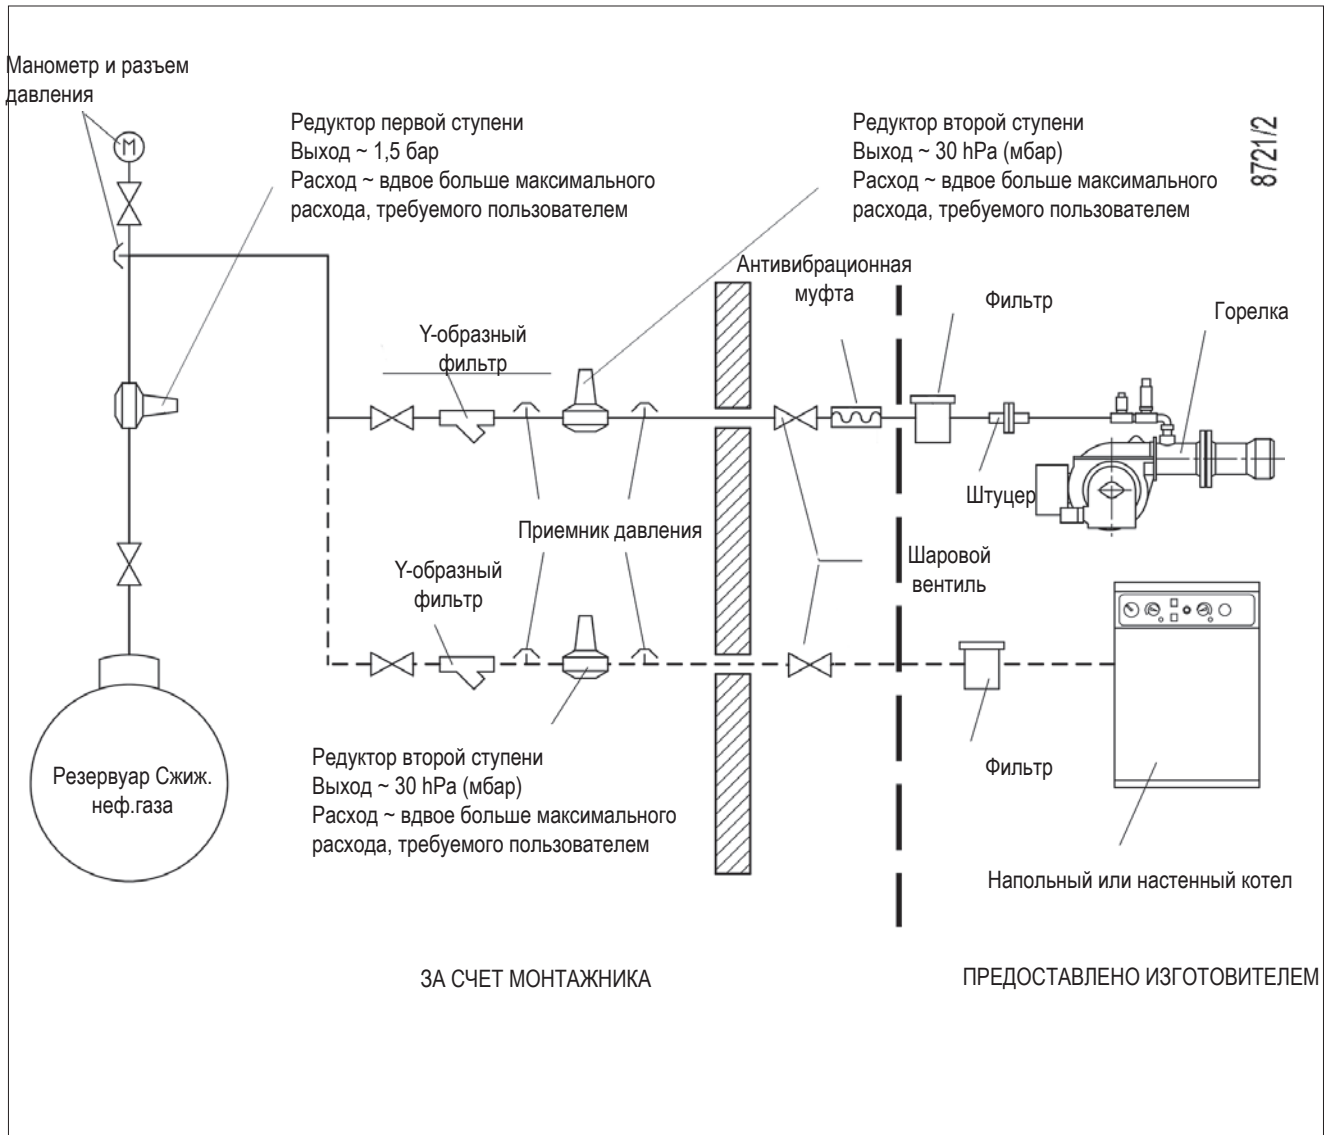 Манометр и разъем
давления
М
Редуктор первой ступени
Выход ~ 1,5 бар
Расход ~ вдвое больше максимального
расхода, требуемого пользователем
Редуктор второй ступени
Выход ~ 30 hPa (мбар)
Расход ~ вдвое больше максимального
расхода, требуемого пользователем
8721/2
Антивибрационная
муфта
Фильтр
Горелка
Y-образный
фильтр
Штуцер
Приемник давления
Шаровой
вентиль
Y-образный
фильтр
Резервуар Сжиж.
неф.газа
Редуктор второй ступени
Выход ~ 30 hPa (мбар)
Расход ~ вдвое больше максимального
расхода, требуемого пользователем
Фильтр
Напольный или настенный котел
ЗА СЧЕТ МОНТАЖНИКА
ПРЕДОСТАВЛЕНО ИЗГОТОВИТЕЛЕМ